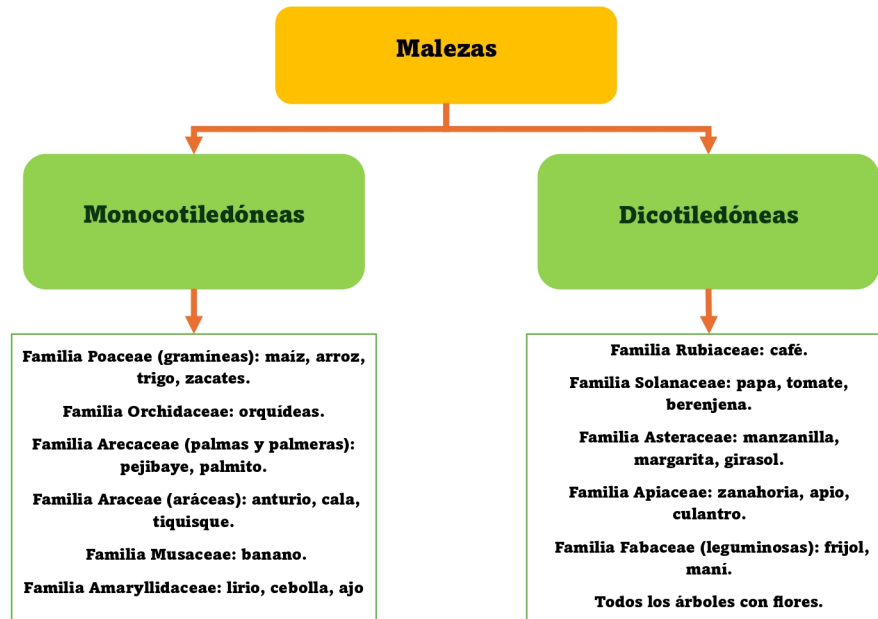 Malezas
Monocotiledóneas
Dicotiledóneas
Familia Poaceae (gramíneas): maíz, arroz,
trigo, zacates.
Familia Orchidaceae: orquídeas.
Familia Arecaceae (palmas y palmeras):
pejibaye, palmito.
Familia Araceae (aráceas): anturio, cala,
tiquisque.
Familia Musaceae: banano.
Familia Amaryllidaceae: lirio, cebolla, ajo
Familia Rubiaceae: café.
Familia Solanaceae: papa, tomate,
berenjena.
Familia Asteraceae: manzanilla,
margarita, girasol.
Familia Apiaceae: zanahoria, apio,
culantro.
Familia Fabaceae (leguminosas): frijol,
maní.
Todos los árboles con flores.